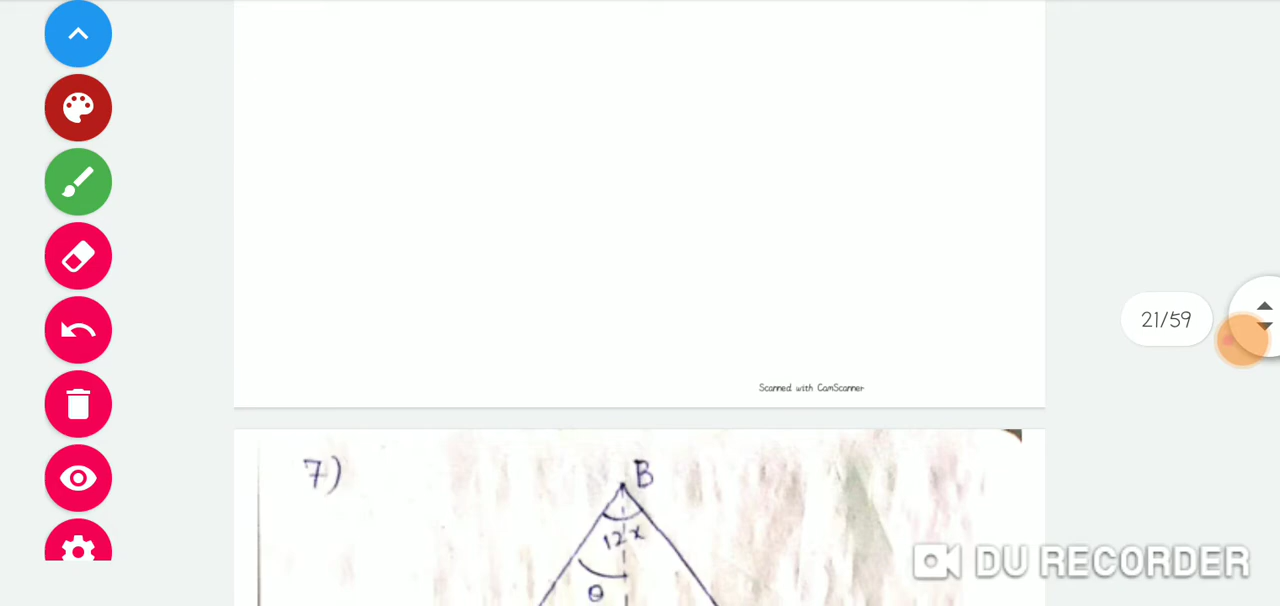 21/59
Scanned with CamScanner
7)
B
12'x
θ
DU RECORDER